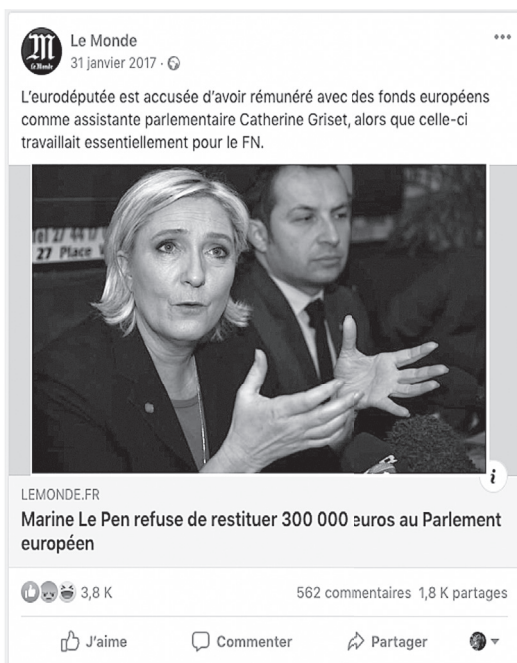 Le Monde
31 janvier 2017 ·
L'eurodéputée est accusée d'avoir rémunéré avec des fonds européens
comme assistante parlementaire Catherine Griset, alors que celle-ci
travaillait essentiellement pour le FN.
27 Place
LEMONDE.FR
Marine Le Pen refuse de restituer 300 000 euros au Parlement
européen
3,8 K 562 commentaires 1,8 K partages
J'aime Commenter Partager